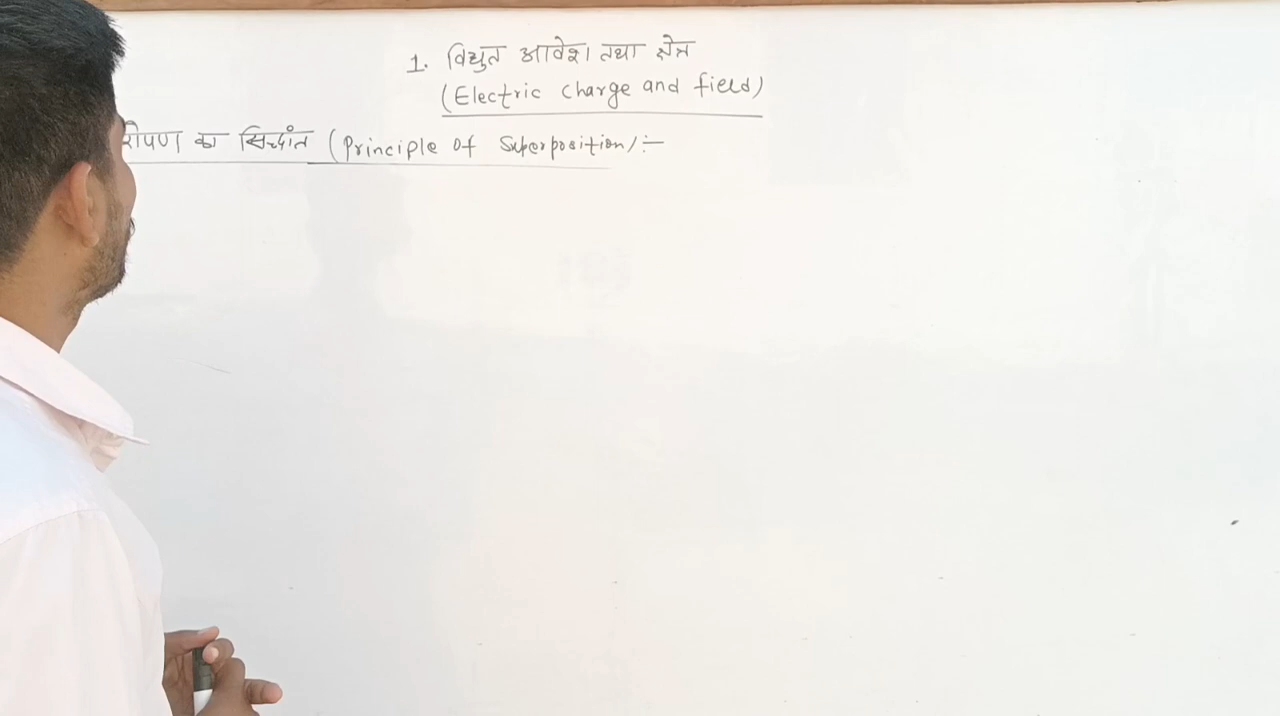 1. विद्युत आवेश तथा क्षेत्र
(Electric charge and field)
रोपण का सिद्धांत (Principle of Superposition) :-